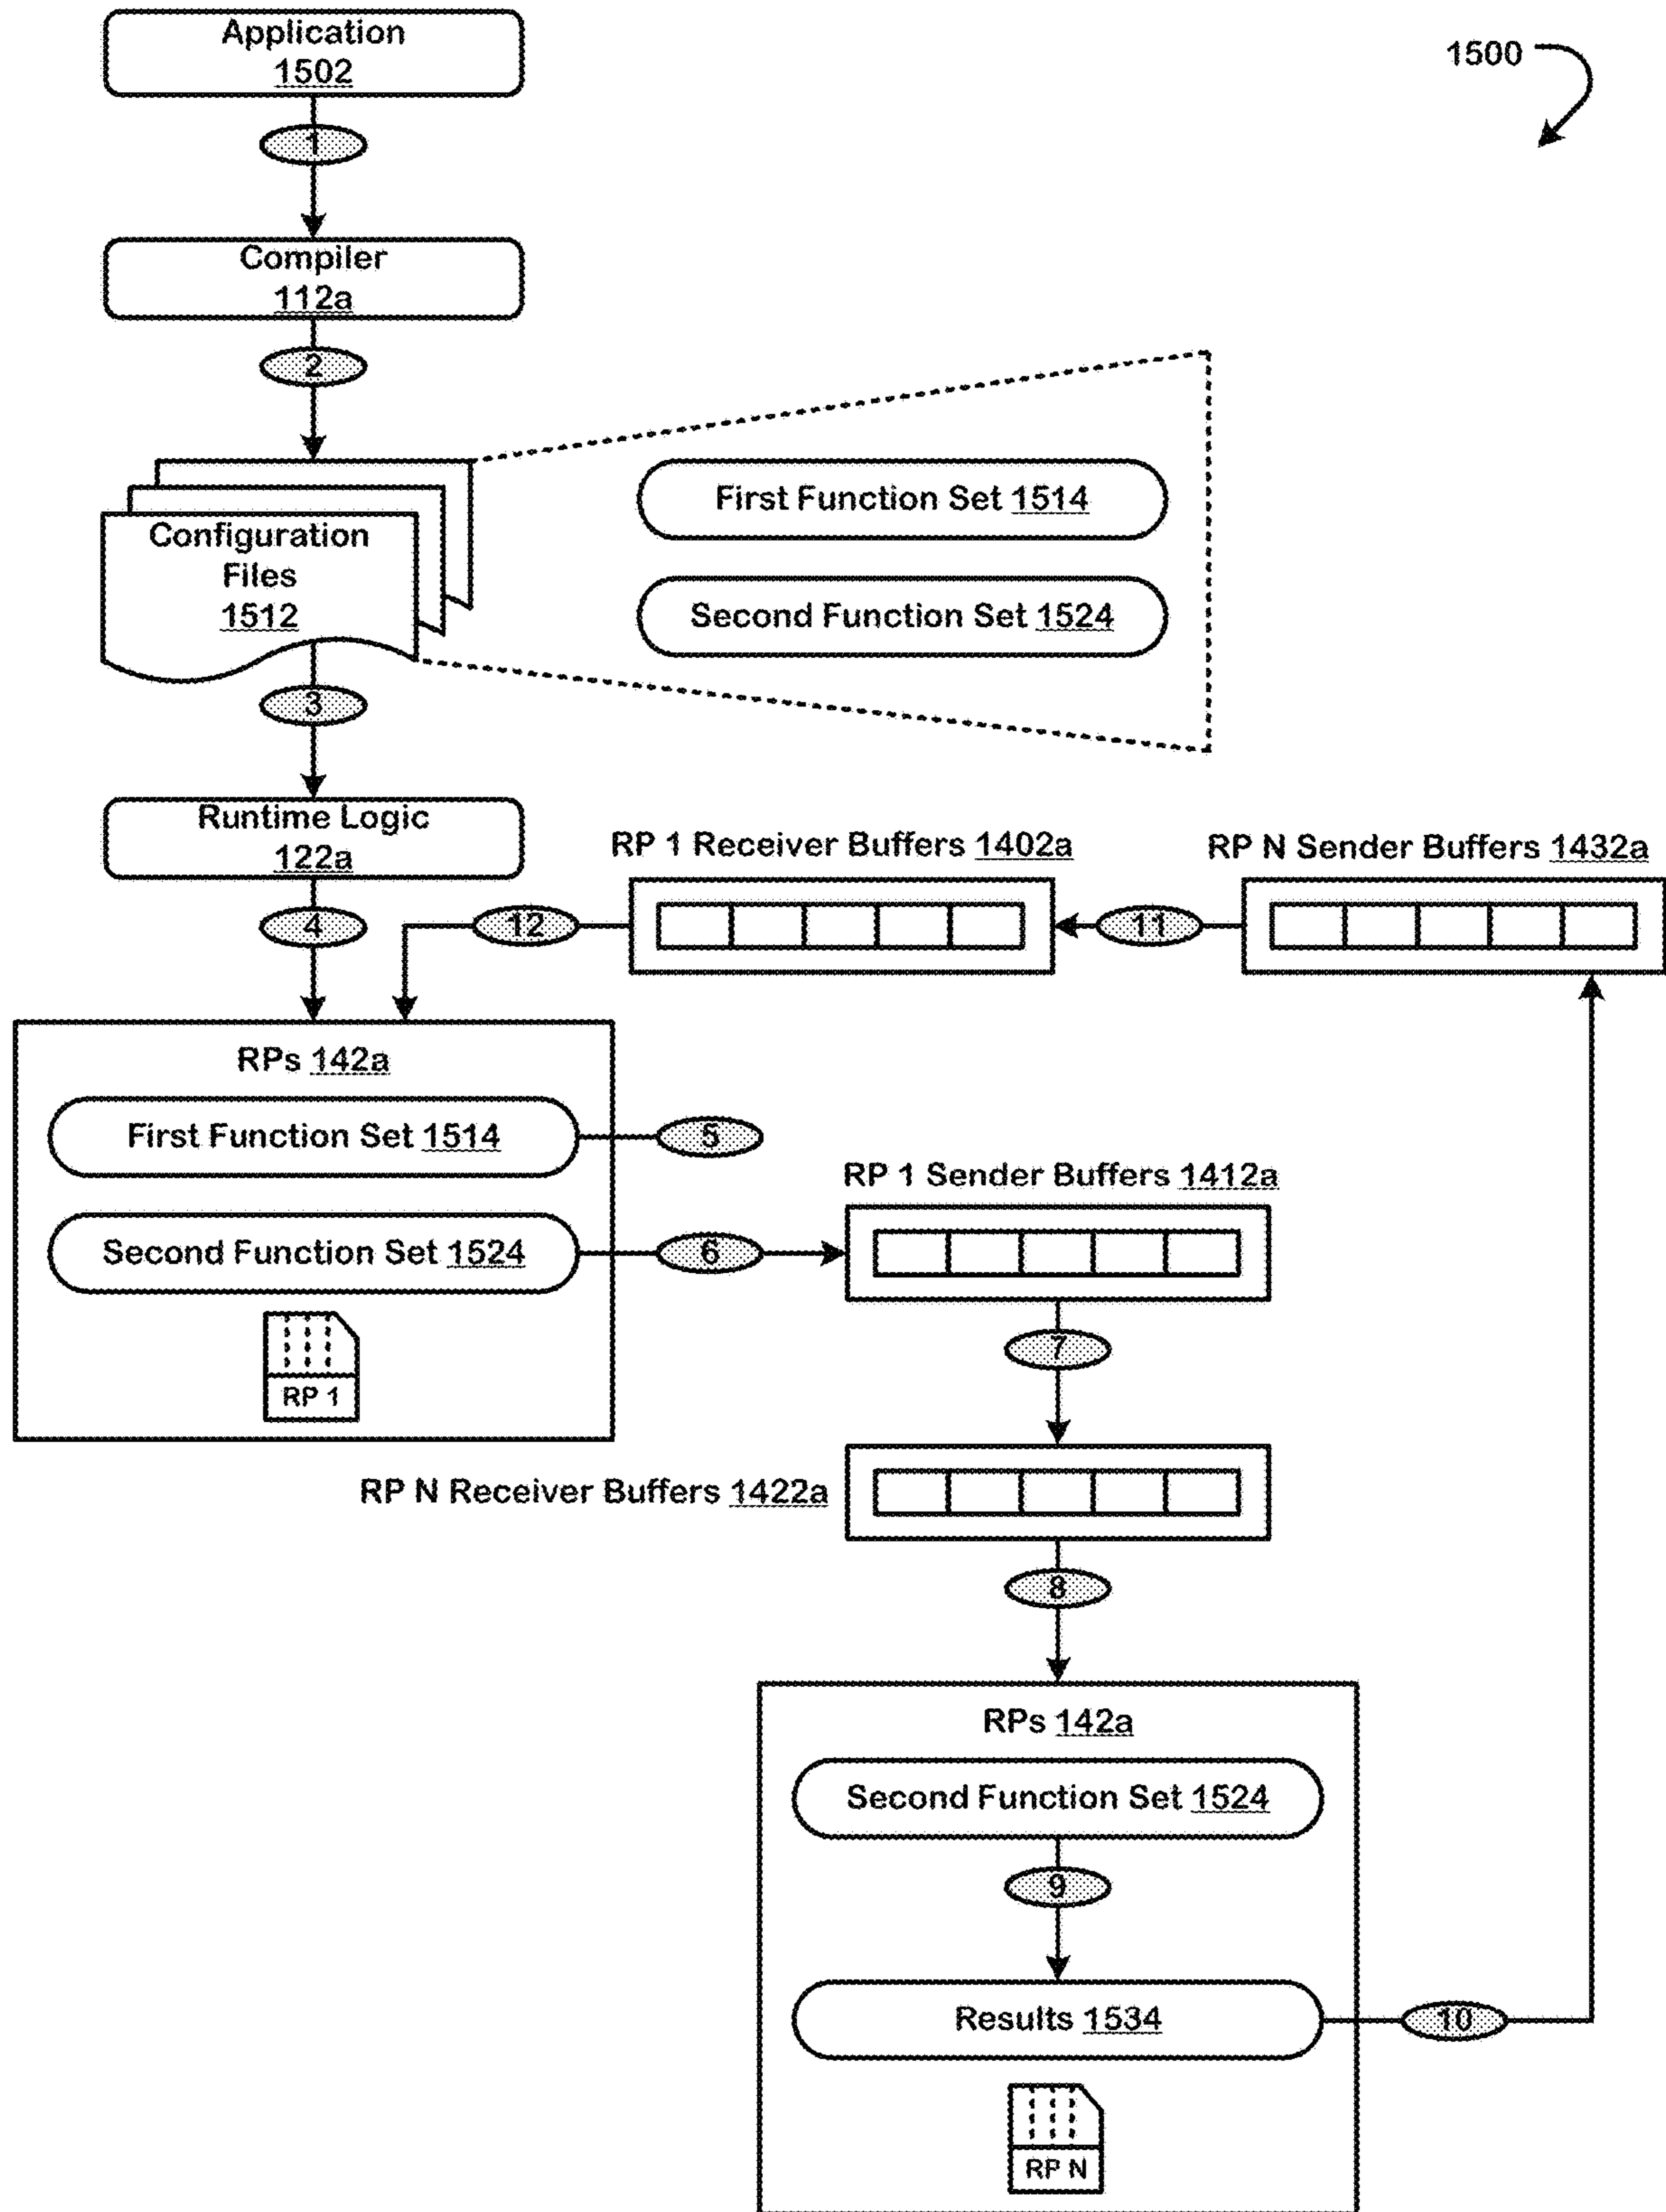 Application
1502
1500
1
Compiler
112a
2
First Function Set 1514
Configuration
Files
1512
Second Function Set 1524
3
Runtime Logic
122a
RP 1 Receiver Buffers 1402a
RP N Sender Buffers 1432a
4
12
11
RPs 142a
First Function Set 1514
5
RP 1 Sender Buffers 1412a
Second Function Set 1524
6
7
RP 1
RP N Receiver Buffers 1422a
8
RPs 142a
Second Function Set 1524
9
Results 1534
10
RP N